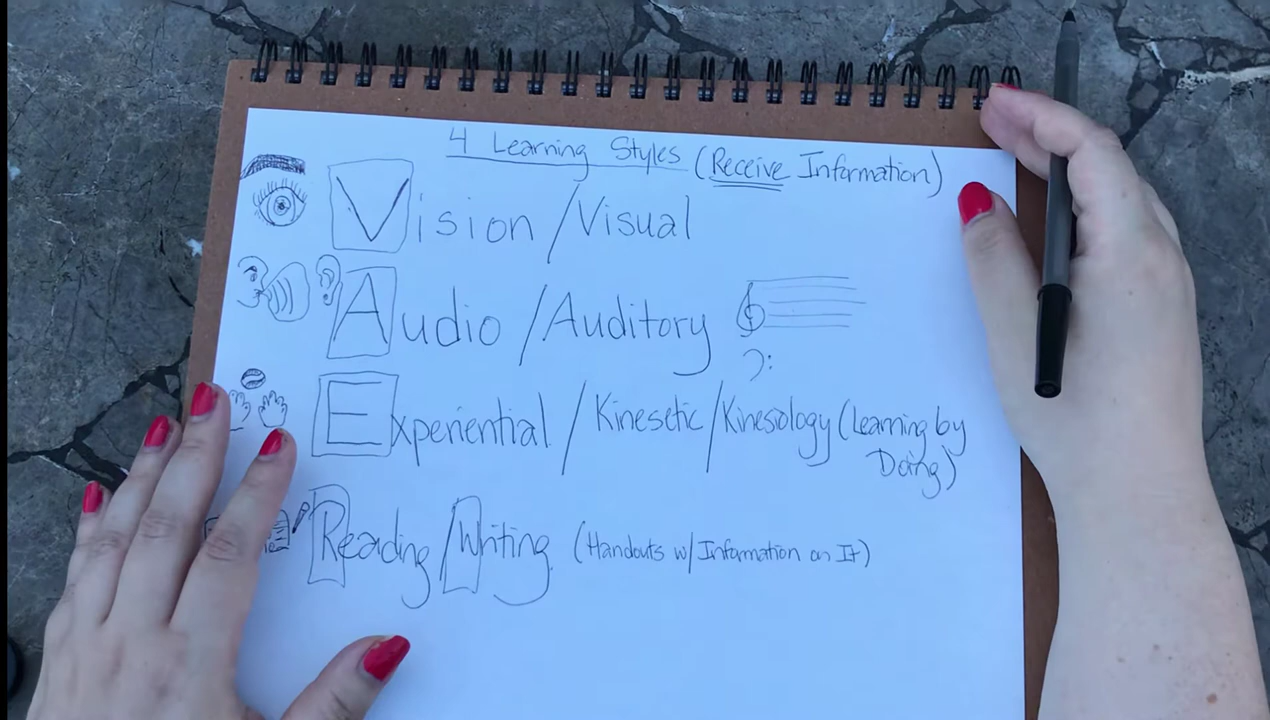 4 Learning Styles (Receive Information)
Vision / Visual
Audio / Auditory
Experiential / Kinesetic / Kinesiology (Learning by
Doing)
Reading / Writing (Handouts w/ Information on It)